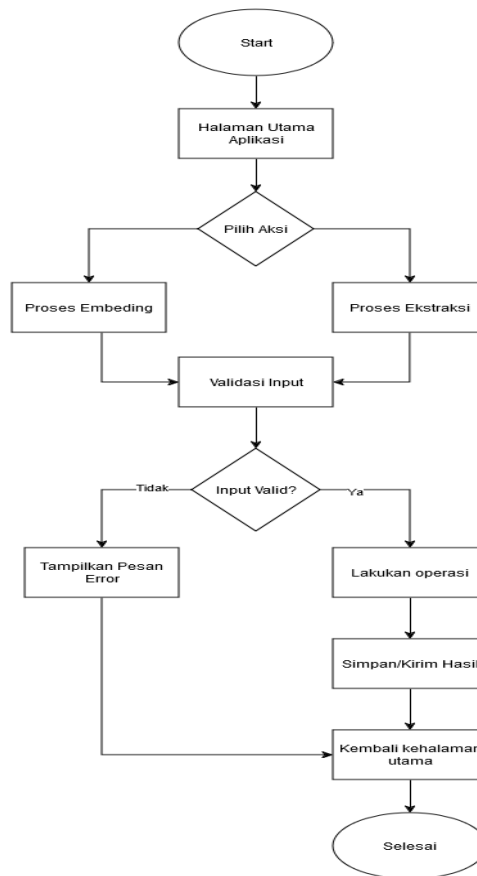 Start
Halaman Utama
Aplikasi
Pilih Aksi
Proses Embeding
Proses Ekstraksi
Validasi Input
Input Valid?
Tidak
Ya
Tampilkan Pesan
Error
Lakukan operasi
Simpan/Kirim Hasil
Kembali kehalaman
utama
Selesai